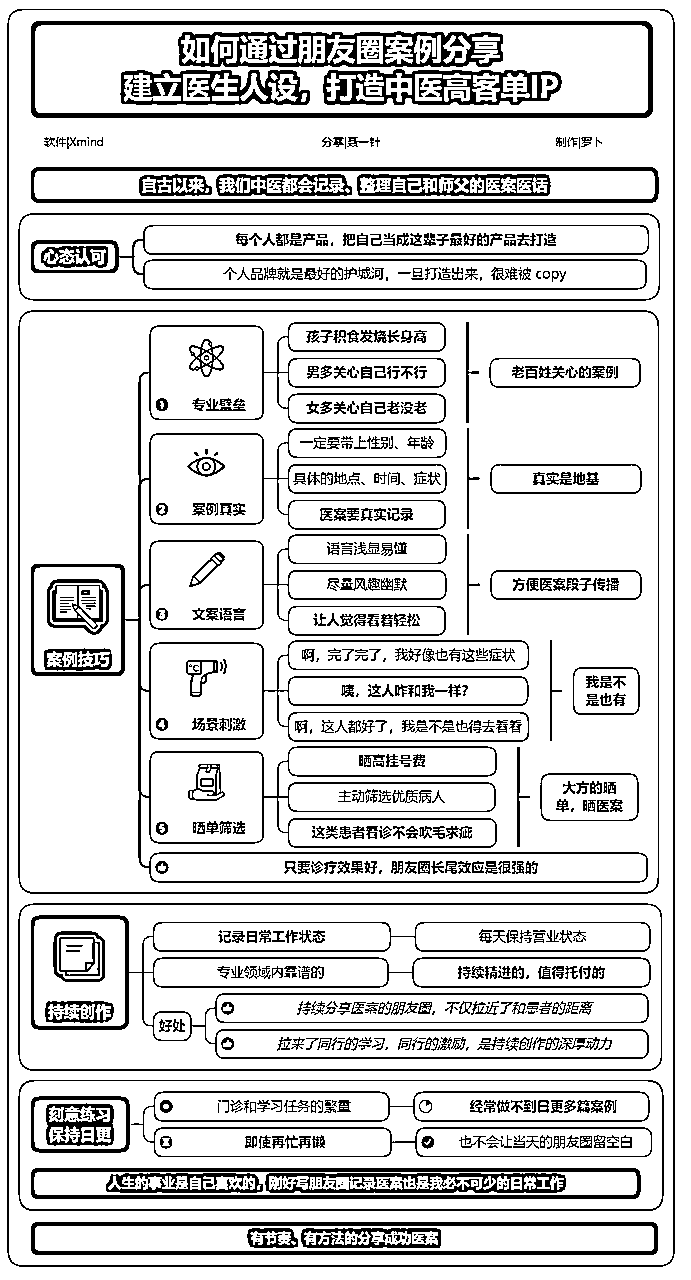 如何通过朋友圈案例分享
建立医生人设，打造中医高客单IP
软件|Xmind
分享|聂一针
制作|罗卜
自古以来，我们中医都会记录、整理自己和师父的医案医话
心态认可
每个人都是产品，把自己当成这辈子最好的产品去打造
个人品牌就是最好的护城河，一旦打造出来，很难被 copy
案例技巧
1 专业壁垒
孩子积食发烧长身高
男多关心自己行不行
女多关心自己老没老
老百姓关心的案例
2 案例真实
一定要带上性别、年龄
具体的地点、时间、症状
医案要真实记录
真实是地基
3 文案语言
语言浅显易懂
尽量风趣幽默
让人觉得看着轻松
方便医案段子传播
°C
4 场景刺激
啊，完了完了，我好像也有这些症状
咦，这人咋和我一样？
啊，这人都好了，我是不是也得去看看
我是不
是也有
5 晒单筛选
晒高挂号费
主动筛选优质病人
这类患者看诊不会吹毛求疵
大方的晒
单，晒医案
只要诊疗效果好，朋友圈长尾效应是很强的
持续创作
记录日常工作状态
每天保持营业状态
专业领域内靠谱的
持续精进的，值得托付的
好处
持续分享医案的朋友圈，不仅拉近了和患者的距离
拉来了同行的学习，同行的激励，是持续创作的深厚动力
刻意练习
保持日更
门诊和学习任务的繁重
经常做不到日更多篇案例
即使再忙再懒
也不会让当天的朋友圈留空白
人生的事业是自己喜欢的，刚好写朋友圈记录医案也是我必不可少的日常工作
有节奏、有方法的分享成功医案